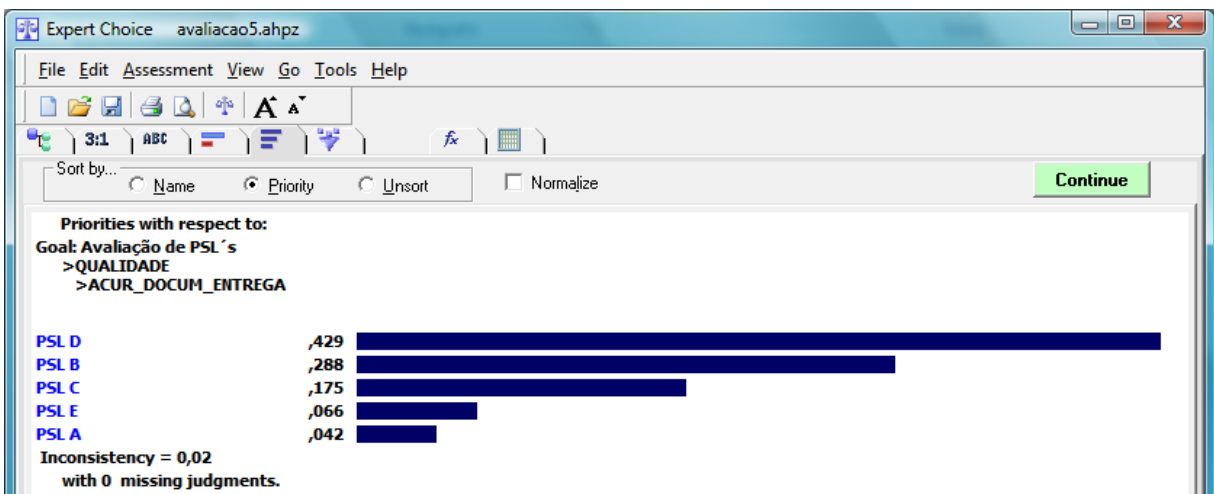 Expert Choice avaliacao5.ahpz
File Edit Assessment View Go Tools Help
A A
3:1 ABC fx
Sort by... Name Priority Unsort Normalize Continue
Priorities with respect to:
Goal: Avaliação de PSL´s
>QUALIDADE
>ACUR_DOCUM_ENTREGA
PSL D ,429
PSL B ,288
PSL C ,175
PSL E ,066
PSL A ,042
Inconsistency = 0,02
with 0 missing judgments.